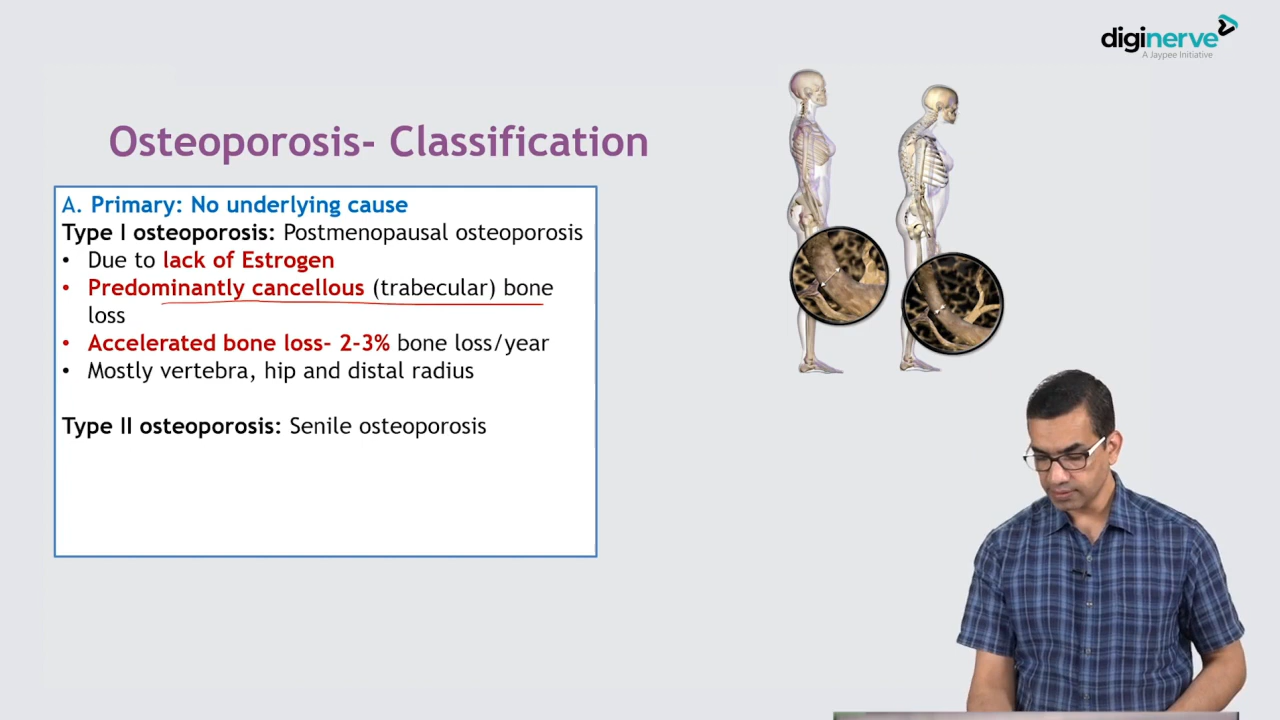 diginerve
A Jaypee Initiative
Osteoporosis- Classification
A. Primary: No underlying cause
Type I osteoporosis: Postmenopausal osteoporosis
• Due to lack of Estrogen
• Predominantly cancellous (trabecular) bone
loss
• Accelerated bone loss- 2-3% bone loss/year
• Mostly vertebra, hip and distal radius
Type II osteoporosis: Senile osteoporosis